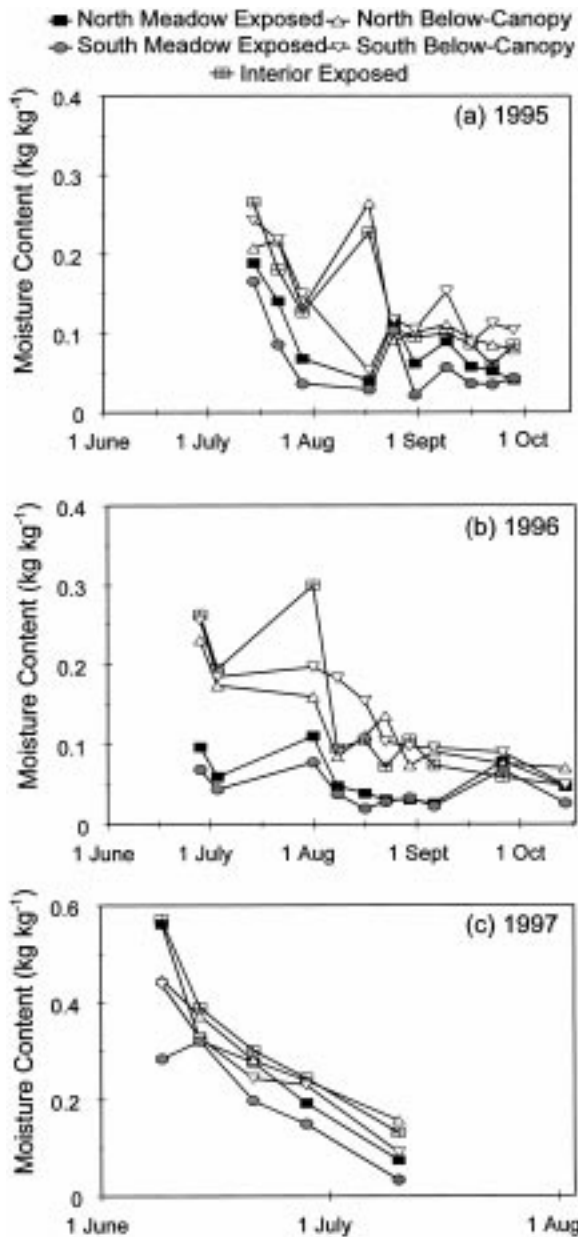 North Meadow Exposed North Below-Canopy
South Meadow Exposed South Below-Canopy
Interior Exposed
0.4
(a) 1995
0.3
0.2
0.1
0
Moisture Content (kg kg⁻¹)
1 June 1 July 1 Aug 1 Sept 1 Oct
0.4
(b) 1996
0.3
0.2
0.1
0
Moisture Content (kg kg⁻¹)
1 June 1 July 1 Aug 1 Sept 1 Oct
0.6
(c) 1997
0.4
0.2
0
Moisture Content (kg kg⁻¹)
1 June 1 July 1 Aug